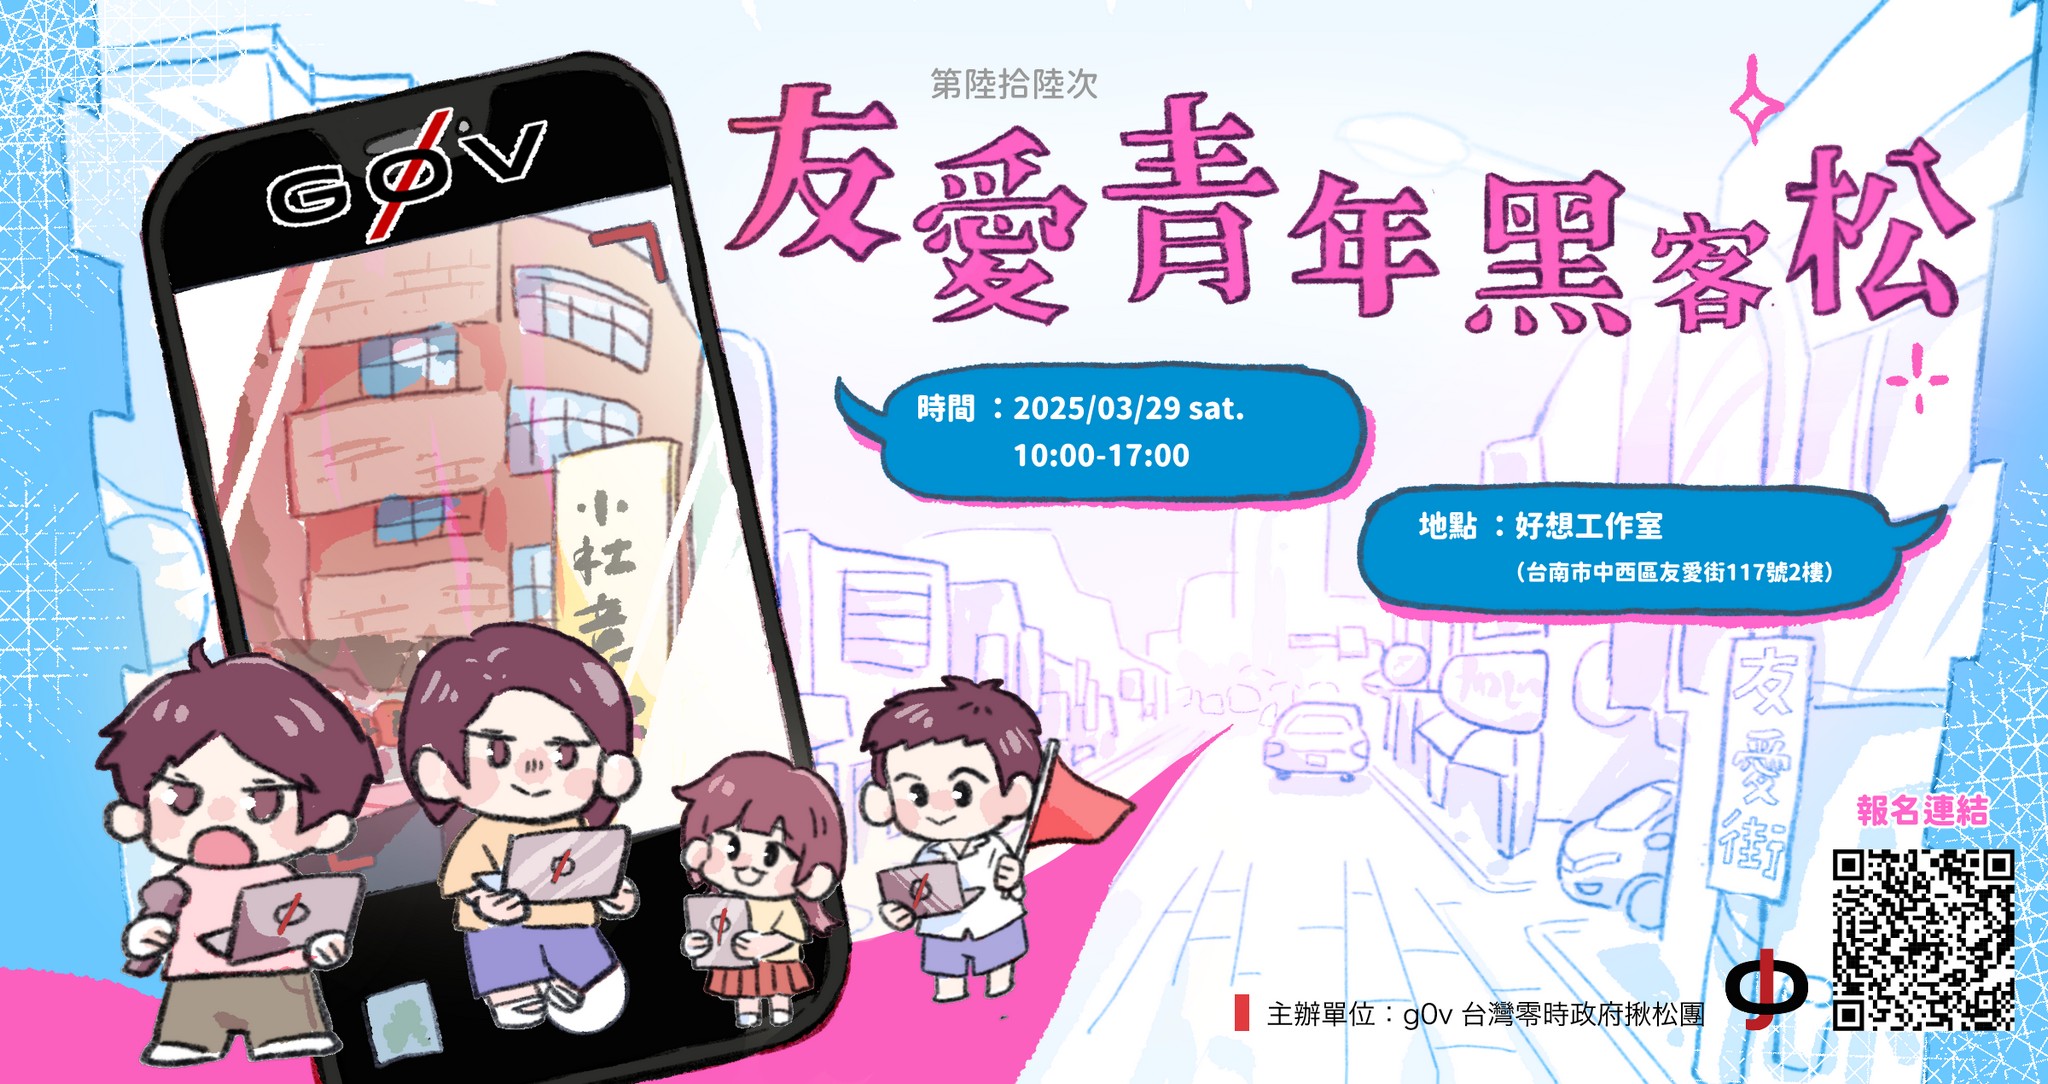 第陸拾陸次
友愛青年黑客松
G0V
時間：2025/03/29 sat.
10:00-17:00
地點：好想工作室
（台南市中西區友愛街117號2樓）
小杜老
友愛街
報名連結
主辦單位：g0v 台灣零時政府揪松團